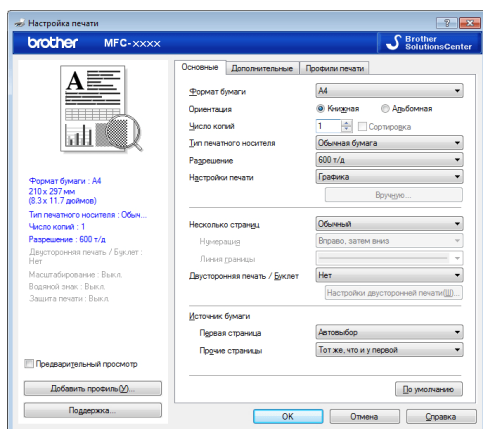 Настройка печати
brother MFC-xxxx
Brother
SolutionsCenter
Основные Дополнительные Профили печати
A
Формат бумаги : A4
210 x 297 мм
(8.3 x 11.7 дюймов)
Тип печатного носителя : Обыч...
Число копий : 1
Разрешение : 600 т/д
Двусторонняя печать / Буклет :
Нет
Масштабирование : Выкл.
Водяной знак : Выкл.
Защита печати : Выкл.
Предварительный просмотр
Добавить профиль(V)...
Поддержка...
Формат бумаги A4
Ориентация Книжная Альбомная
Число копий 1 Сортировка
Тип печатного носителя Обычная бумага
Разрешение 600 т/д
Настройки печати Графика
Вручную...
Несколько страниц Обычный
Нумерация Вправо, затем вниз
Линия границы
Двусторонняя печать / Буклет Нет
Настройки двусторонней печати(Ш)...
Источник бумаги
Первая страница Автовыбор
Прочие страницы Тот же, что и у первой
По умолчанию
OK Отмена Справка